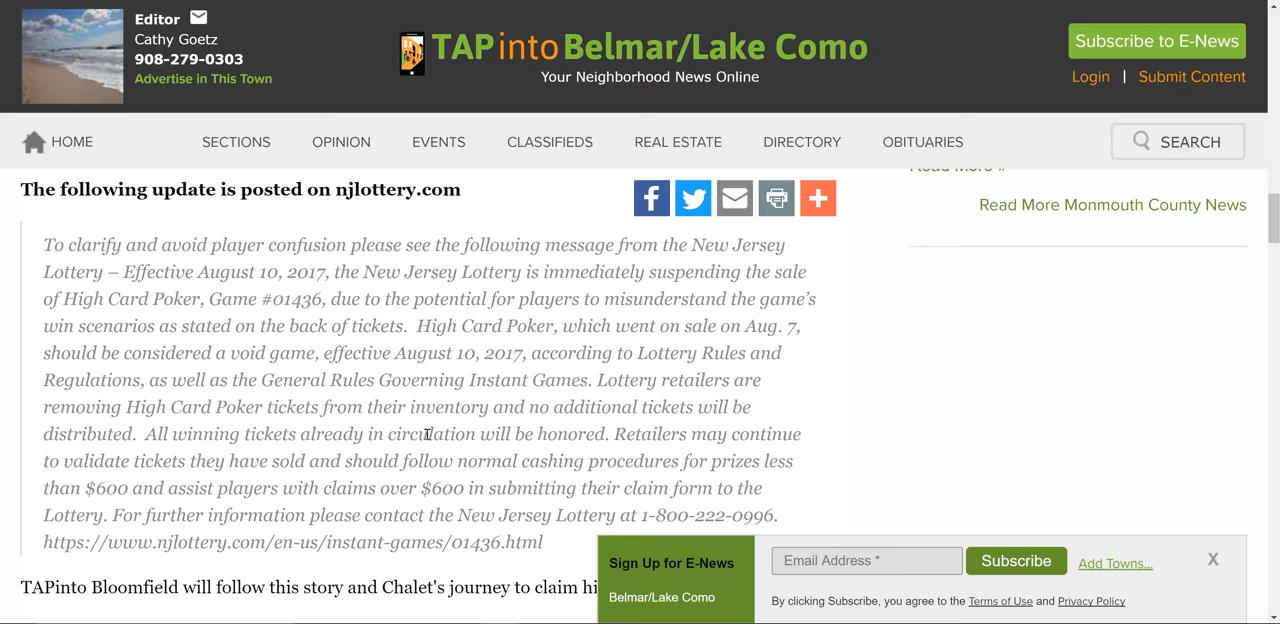 Editor
Cathy Goetz
908-279-0303
Advertise in This Town
TAPinto Belmar/Lake Como
Your Neighborhood News Online
Subscribe to E-News
Login | Submit Content
HOME SECTIONS OPINION EVENTS CLASSIFIEDS REAL ESTATE DIRECTORY OBITUARIES SEARCH
The following update is posted on njlottery.com
Read More »
Read More Monmouth County News
To clarify and avoid player confusion please see the following message from the New Jersey
Lottery – Effective August 10, 2017, the New Jersey Lottery is immediately suspending the sale
of High Card Poker, Game #01436, due to the potential for players to misunderstand the game's
win scenarios as stated on the back of tickets. High Card Poker, which went on sale on Aug. 7,
should be considered a void game, effective August 10, 2017, according to Lottery Rules and
Regulations, as well as the General Rules Governing Instant Games. Lottery retailers are
removing High Card Poker tickets from their inventory and no additional tickets will be
distributed. All winning tickets already in circulation will be honored. Retailers may continue
to validate tickets they have sold and should follow normal cashing procedures for prizes less
than $600 and assist players with claims over $600 in submitting their claim form to the
Lottery. For further information please contact the New Jersey Lottery at 1-800-222-0996.
https://www.njlottery.com/en-us/instant-games/01436.html
TAPinto Bloomfield will follow this story and Chalet's journey to claim hi
Sign Up for E-News
Belmar/Lake Como
Email Address *
Subscribe
Add Towns...
X
By clicking Subscribe, you agree to the Terms of Use and Privacy Policy